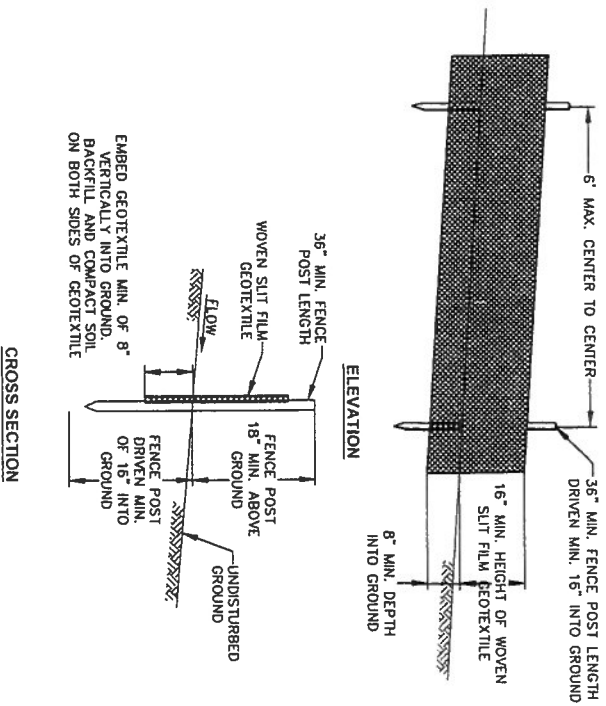 6' MAX. CENTER TO CENTER
36" MIN. FENCE POST LENGTH
DRIVEN MIN. 16" INTO GROUND
16" MIN. HEIGHT OF WOVEN
SLIT FILM GEOTEXTILE
8" MIN. DEPTH
INTO GROUND
ELEVATION
36" MIN. FENCE
POST LENGTH
WOVEN SLIT FILM
GEOTEXTILE
FLOW
EMBED GEOTEXTILE MIN. OF 8"
VERTICALLY INTO GROUND.
BACKFILL AND COMPACT SOIL
ON BOTH SIDES OF GEOTEXTILE
FENCE POST
18" MIN. ABOVE
GROUND
FENCE POST
DRIVEN MIN.
OF 16" INTO
GROUND
UNDISTURBED
GROUND
CROSS SECTION